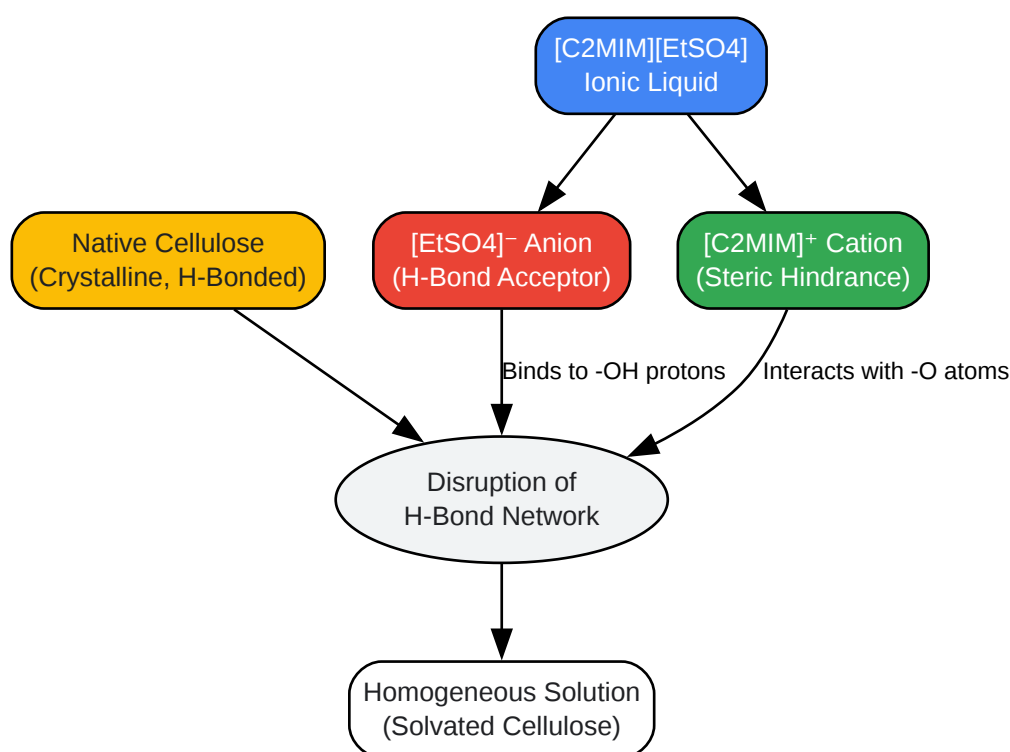 [C2MIM][EtSO4]
Ionic Liquid
Native Cellulose
(Crystalline, H-Bonded)
[EtSO4]⁻ Anion
(H-Bond Acceptor)
[C2MIM]⁺ Cation
(Steric Hindrance)
Binds to -OH protons
Interacts with -O atoms
Disruption of
H-Bond Network
Homogeneous Solution
(Solvated Cellulose)